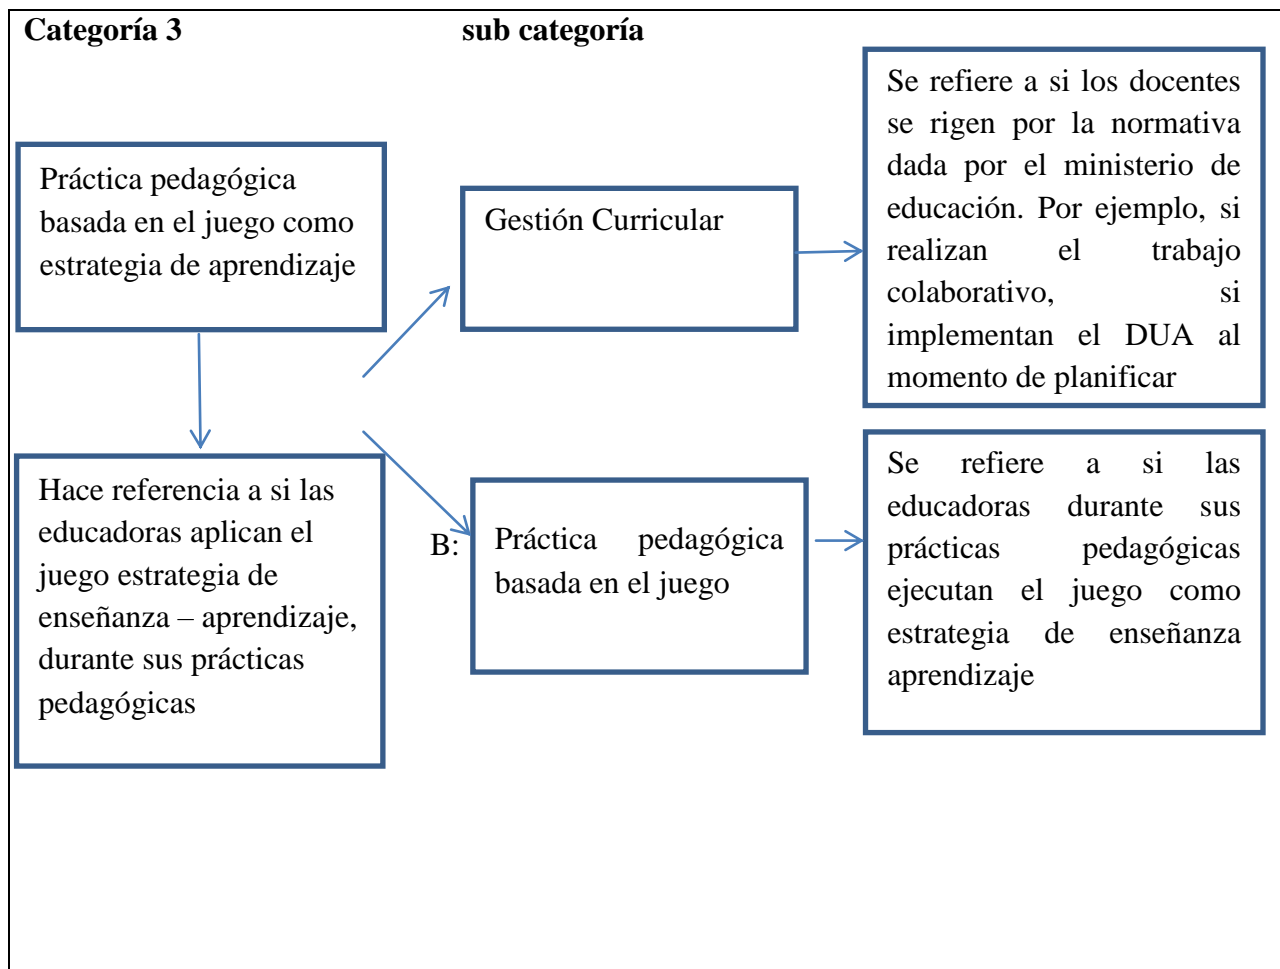 Categoría 3
sub categoría
Práctica pedagógica
basada en el juego como
estrategia de aprendizaje
Hace referencia a si las
educadoras aplican el
juego estrategia de
enseñanza – aprendizaje,
durante sus prácticas
pedagógicas
Gestión Curricular
Se refiere a si los docentes
se rigen por la normativa
dada por el ministerio de
educación. Por ejemplo, si
realizan el trabajo
colaborativo, si
implementan el DUA al
momento de planificar
B:
Práctica pedagógica
basada en el juego
Se refiere a si las
educadoras durante sus
prácticas pedagógicas
ejecutan el juego como
estrategia de enseñanza
aprendizaje